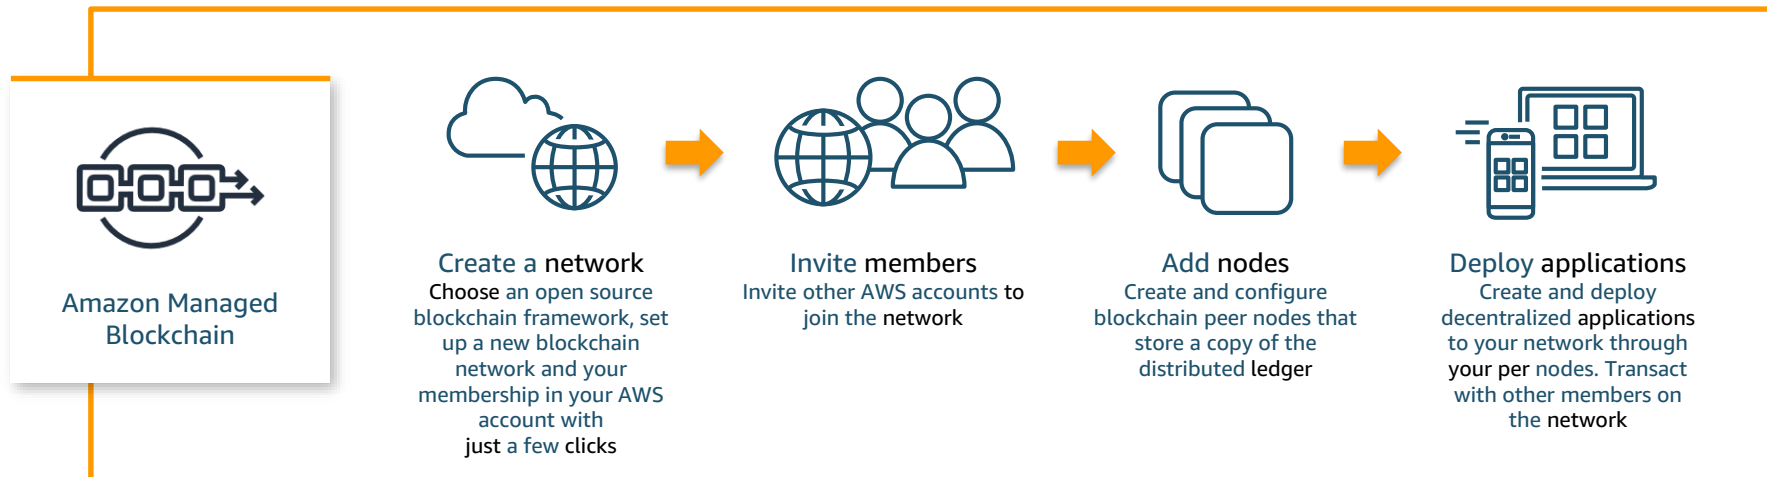 Amazon Managed
Blockchain
Create a network
Choose an open source
blockchain framework, set
up a new blockchain
network and your
membership in your AWS
account with
just a few clicks
Invite members
Invite other AWS accounts to
join the network
Add nodes
Create and configure
blockchain peer nodes that
store a copy of the
distributed ledger
Deploy applications
Create and deploy
decentralized applications
to your network through
your per nodes. Transact
with other members on
the network